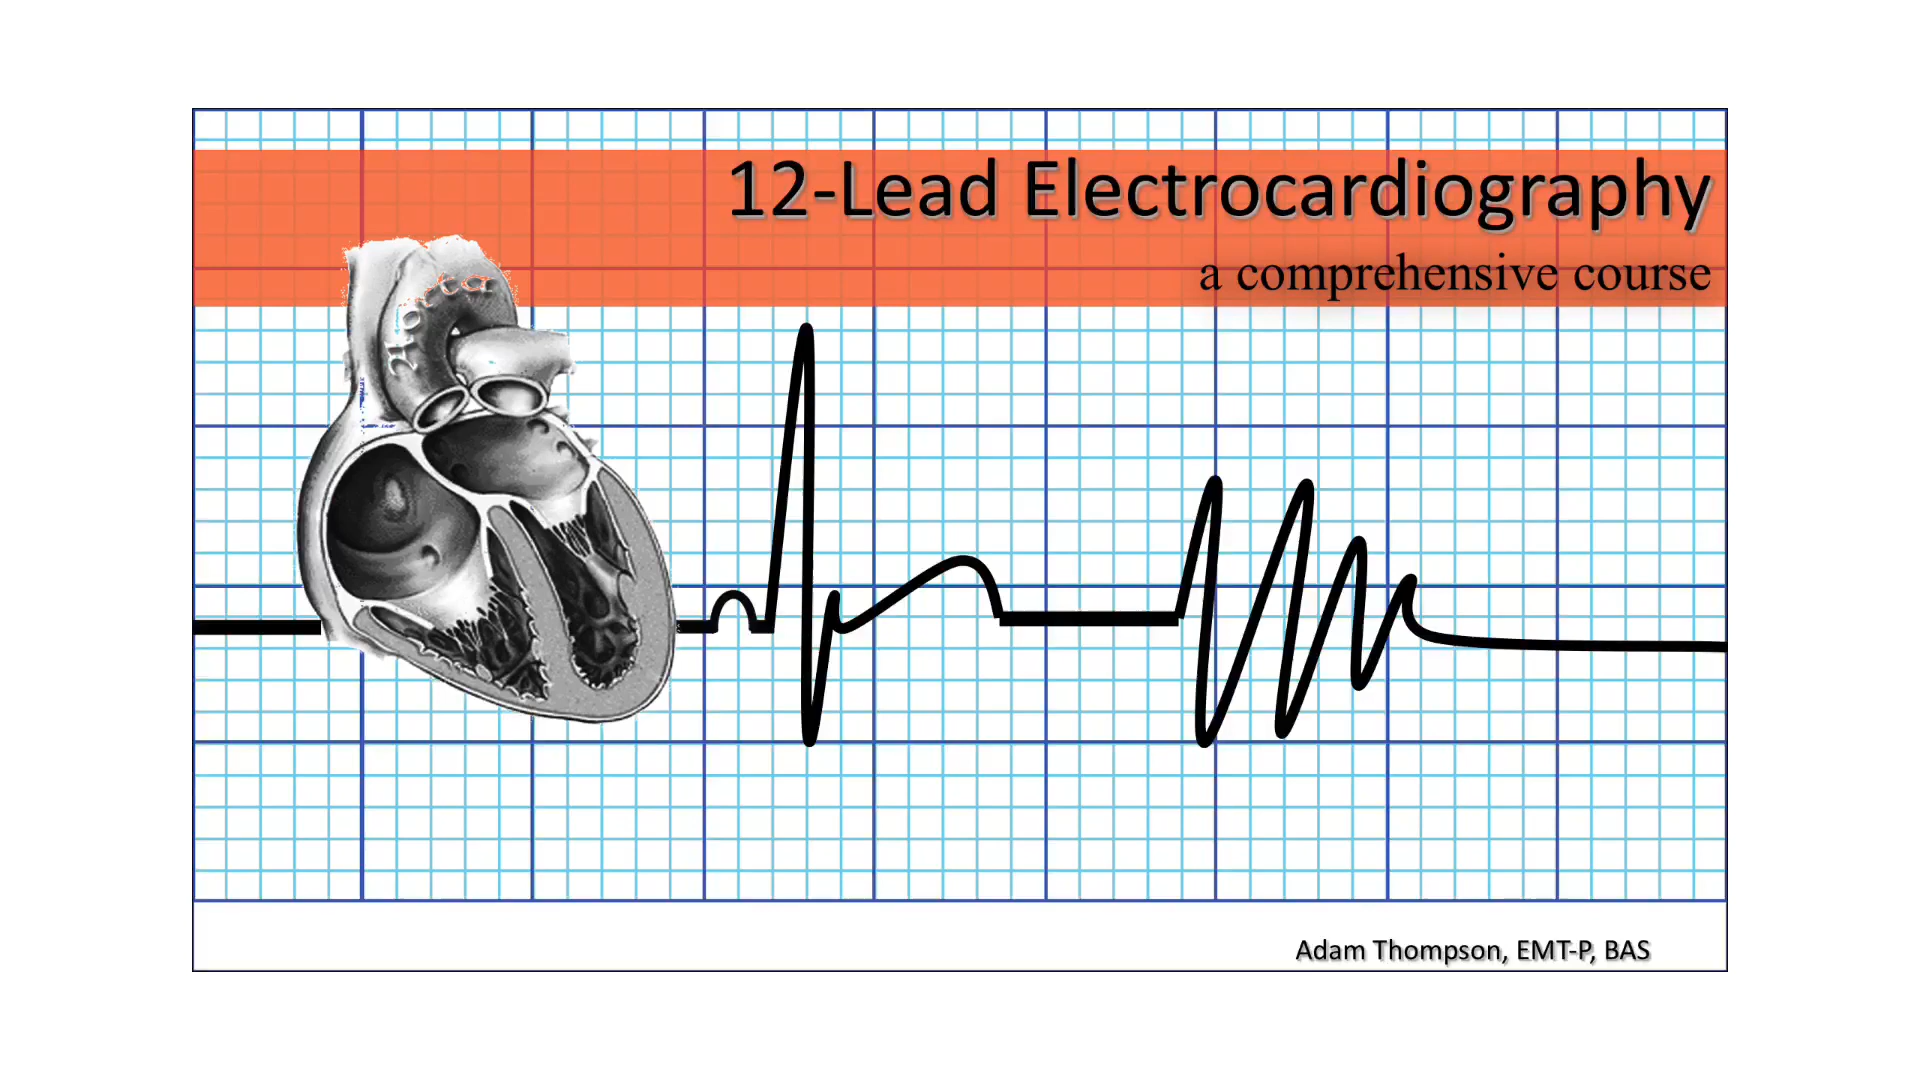 12-Lead Electrocardiography
a comprehensive course
Aorta
Adam Thompson, EMT-P, BAS